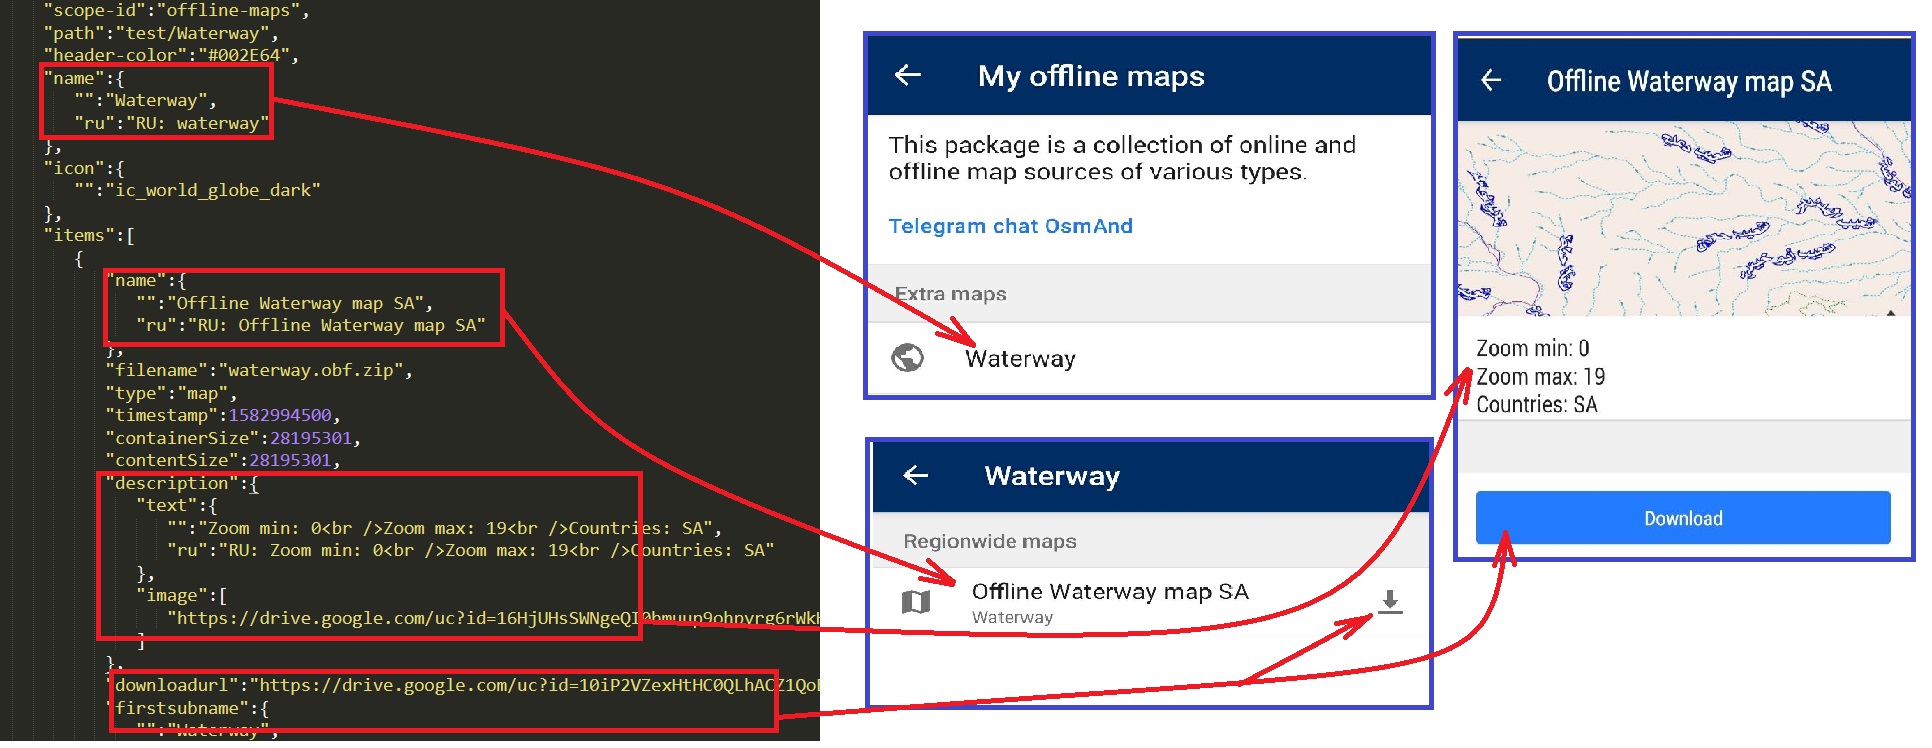 "scope-id":"offline-maps",
"path":"test/Waterway",
"header-color":"#002E64",
"name":{
"":"Waterway",
"ru":"RU: waterway"
},
"icon":{
"":"ic_world_globe_dark"
},
"items":[
{
"name":{
"":"Offline Waterway map SA",
"ru":"RU: Offline Waterway map SA"
},
"filename":"waterway.obf.zip",
"type":"map",
"timestamp":1582994500,
"containerSize":28195301,
"contentSize":28195301,
"description":{
"text":{
"":"Zoom min: 0<br />Zoom max: 19<br />Countries: SA",
"ru":"RU: Zoom min: 0<br />Zoom max: 19<br />Countries: SA"
},
"image":[
"https://drive.google.com/uc?id=
]
},
"downloadurl":"https://drive.google.com/uc?id=
"firstsubname":{
"":"Waterway",
My offline maps
This package is a collection of online and
offline map sources of various types.
Telegram chat OsmAnd
Extra maps
Waterway
Waterway
Regionwide maps
Offline Waterway map SA
Waterway
Offline Waterway map SA
Zoom min: 0
Zoom max: 19
Countries: SA
Download